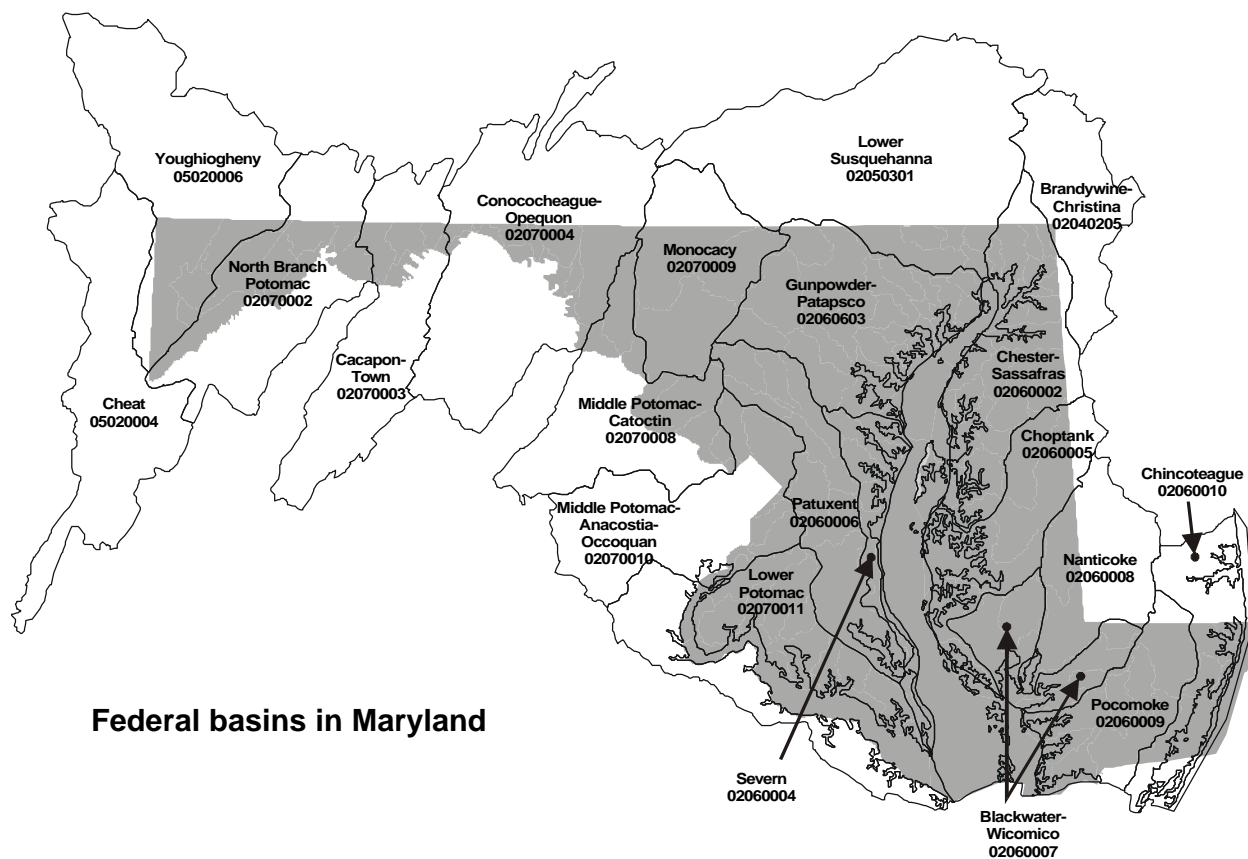 Lower
Susquehanna
02050301
Youghiogheny
05020006
Brandywine-
Christina
02040205
Conococheague-
Opequon
02070004
Monocacy
02070009
North Branch
Potomac
02070002
Gunpowder-
Patapsco
02060603
Chester-
Sassafras
02060002
Cacapon-
Town
02070003
Cheat
05020004
Middle Potomac-
Catoctin
02070008
Choptank
02060005
Chincoteague
02060010
Middle Potomac-
Anacostia-
Occoquan
02070010
Patuxent
02060006
Nanticoke
02060008
Lower
Potomac
02070011
Pocomoke
02060009
Federal basins in Maryland
Severn
02060004
Blackwater-
Wicomico
02060007